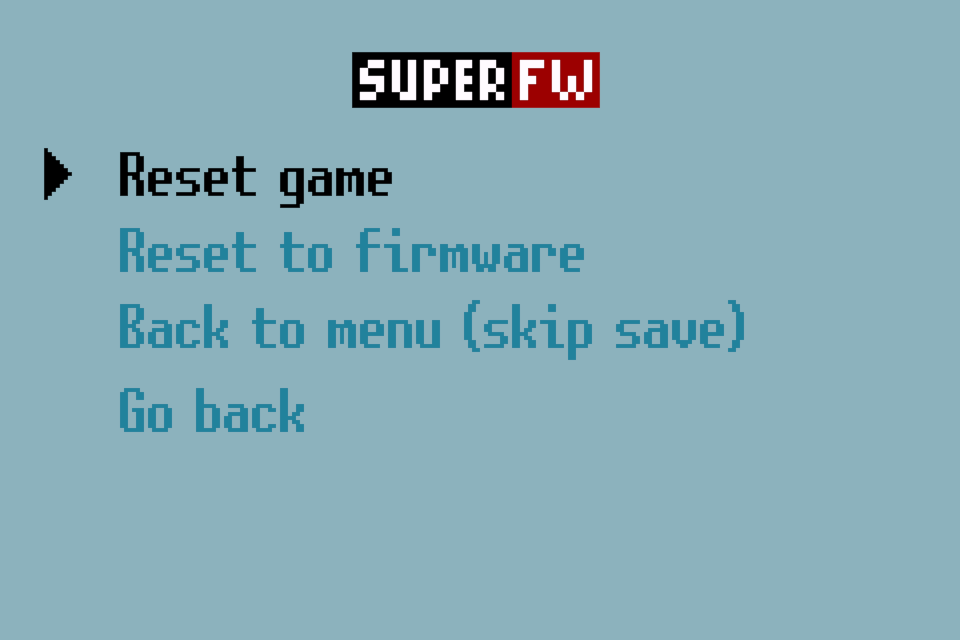 SUPERFW
Reset game
Reset to firmware
Back to menu (skip save)
Go back